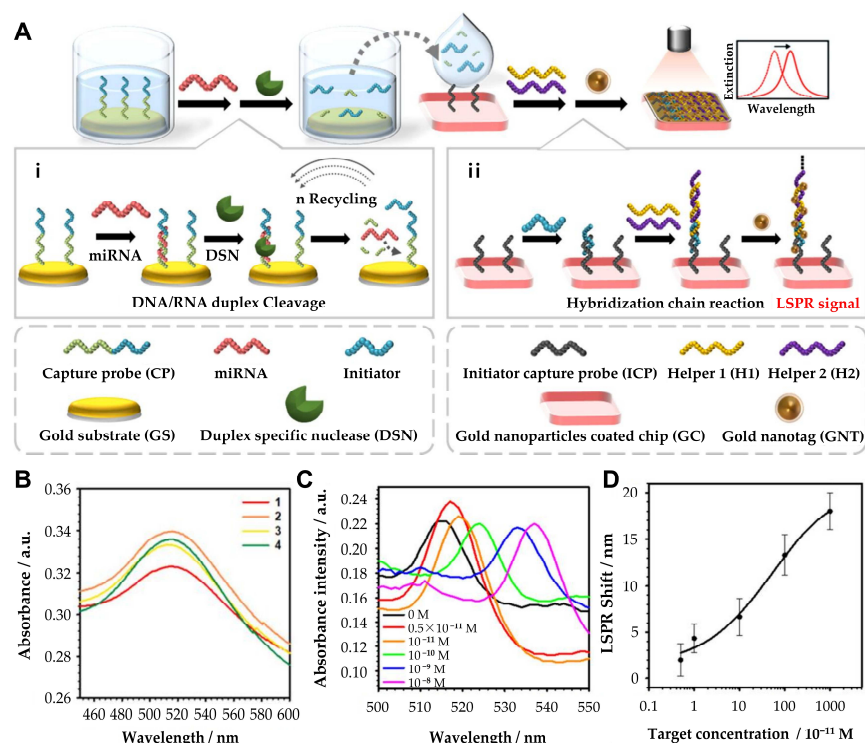 A
Extinction
Wavelength
i
n Recycling
miRNA
DSN
DNA/RNA duplex Cleavage
ii
Hybridization chain reaction
LSPR signal
Capture probe (CP)
miRNA
Initiator
Gold substrate (GS)
Duplex specific nuclease (DSN)
Initiator capture probe (ICP)
Helper 1 (H1)
Helper 2 (H2)
Gold nanoparticles coated chip (GC)
Gold nanotag (GNT)
B
0.36
0.34
0.32
0.30
0.28
0.26
Absorbance / a.u.
1
2
3
4
460 480 500 520 540 560 580 600
Wavelength / nm
C
0.24
0.22
0.20
0.18
0.16
0.14
0.12
0.10
Absorbance intensity / a.u.
0 M
0.5×10⁻¹¹ M
10⁻¹¹ M
10⁻¹⁰ M
10⁻⁹ M
10⁻⁸ M
500 510 520 530 540 550
Wavelength / nm
D
20
15
10
5
0
LSPR Shift / nm
0.1 1 10 100 1000
Target concentration / 10⁻¹¹ M